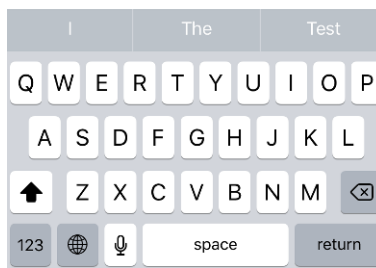 I The Test
Q W E R T Y U I O P
A S D F G H J K L
Z X C V B N M
123 space return